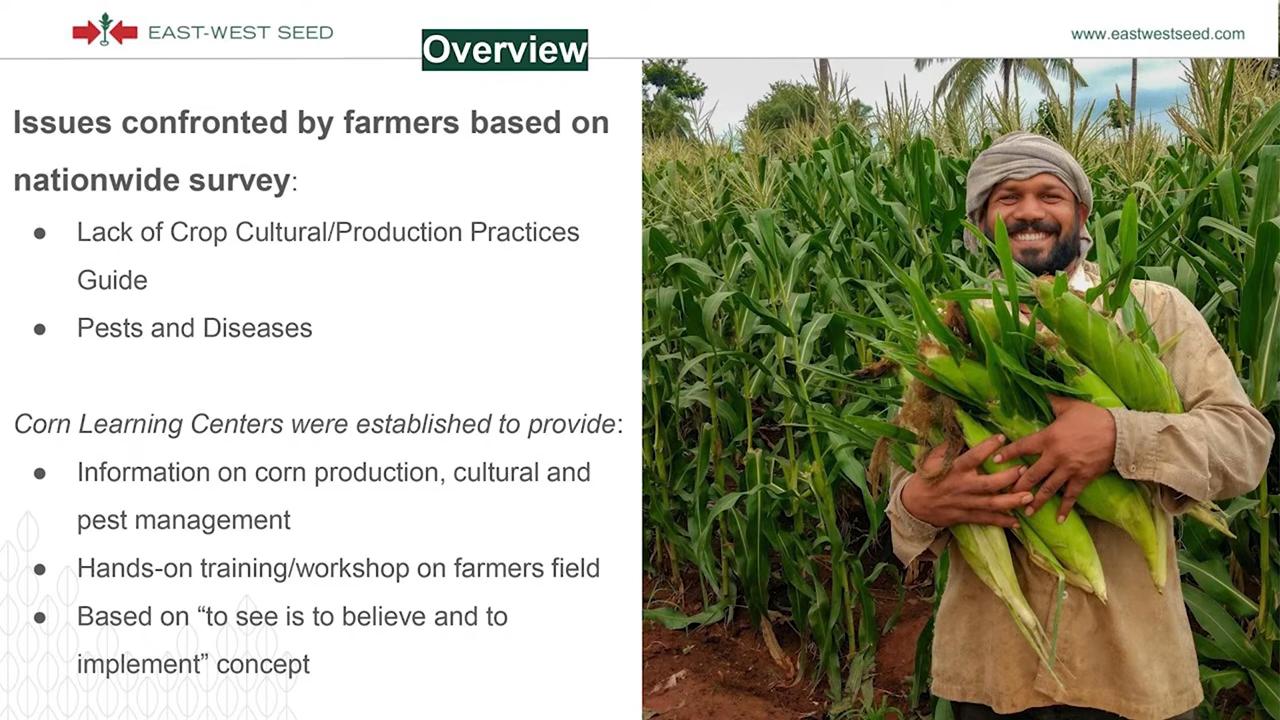 EAST-WEST SEED
Overview
www.eastwestseed.com
Issues confronted by farmers based on
nationwide survey:
● Lack of Crop Cultural/Production Practices
Guide
● Pests and Diseases
Corn Learning Centers were established to provide:
● Information on corn production, cultural and
pest management
● Hands-on training/workshop on farmers field
● Based on “to see is to believe and to
implement” concept